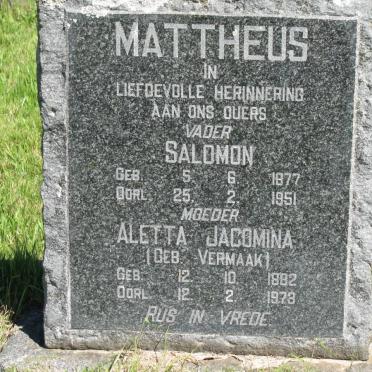 MATTHEUS
IN
LIEFDEVOLLE HERINNERING
AAN ONS OUERS
VADER
SALOMON
GEB. 5. 6. 1877
OORL. 25. 2. 1951
MOEDER
ALETTA JACOMINA
(GEB. VERMAAK)
GEB. 12. 10. 1882
OORL. 12. 2. 1973
RUS IN VREDE.